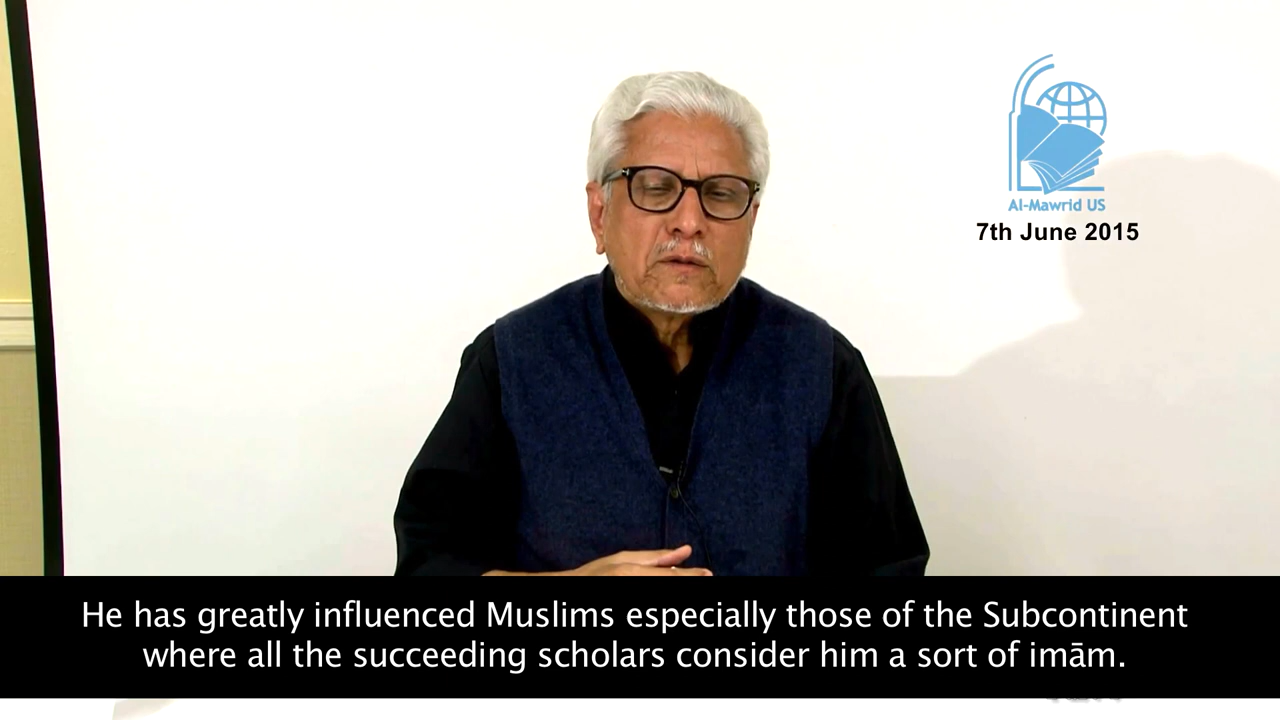 Al-Mawrid US
7th June 2015
He has greatly influenced Muslims especially those of the Subcontinent
where all the succeeding scholars consider him a sort of imām.